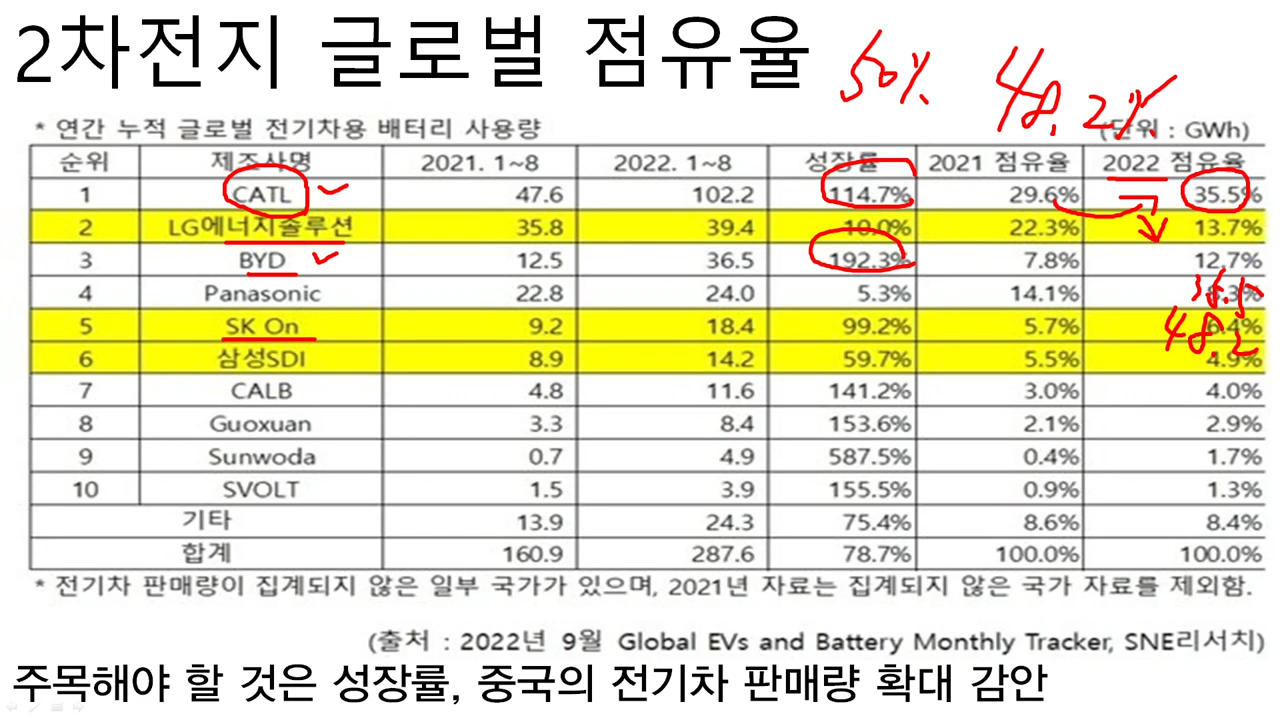 2차전지 글로벌 점유율
50% 48.2%
* 연간 누적 글로벌 전기차용 배터리 사용량 (단위 : GWh)
순위 제조사명 2021. 1~8 2022. 1~8 성장률 2021 점유율 2022 점유율
1 CATL 47.6 102.2 114.7% 29.6% 35.5%
2 LG에너지솔루션 35.8 39.4 10.0% 22.3% 13.7%
3 BYD 12.5 36.5 192.3% 7.8% 12.7%
4 Panasonic 22.8 24.0 5.3% 14.1% 8.3%
5 SK On 9.2 18.4 99.2% 5.7% 6.4%
48.2
6 삼성SDI 8.9 14.2 59.7% 5.5% 4.9%
7 CALB 4.8 11.6 141.2% 3.0% 4.0%
8 Guoxuan 3.3 8.4 153.6% 2.1% 2.9%
9 Sunwoda 0.7 4.9 587.5% 0.4% 1.7%
10 SVOLT 1.5 3.9 155.5% 0.9% 1.3%
기타 13.9 24.3 75.4% 8.6% 8.4%
합계 160.9 287.6 78.7% 100.0% 100.0%
* 전기차 판매량이 집계되지 않은 일부 국가가 있으며, 2021년 자료는 집계되지 않은 국가 자료를 제외함.
(출처 : 2022년 9월 Global EVs and Battery Monthly Tracker, SNE리서치)
주목해야 할 것은 성장률, 중국의 전기차 판매량 확대 감안